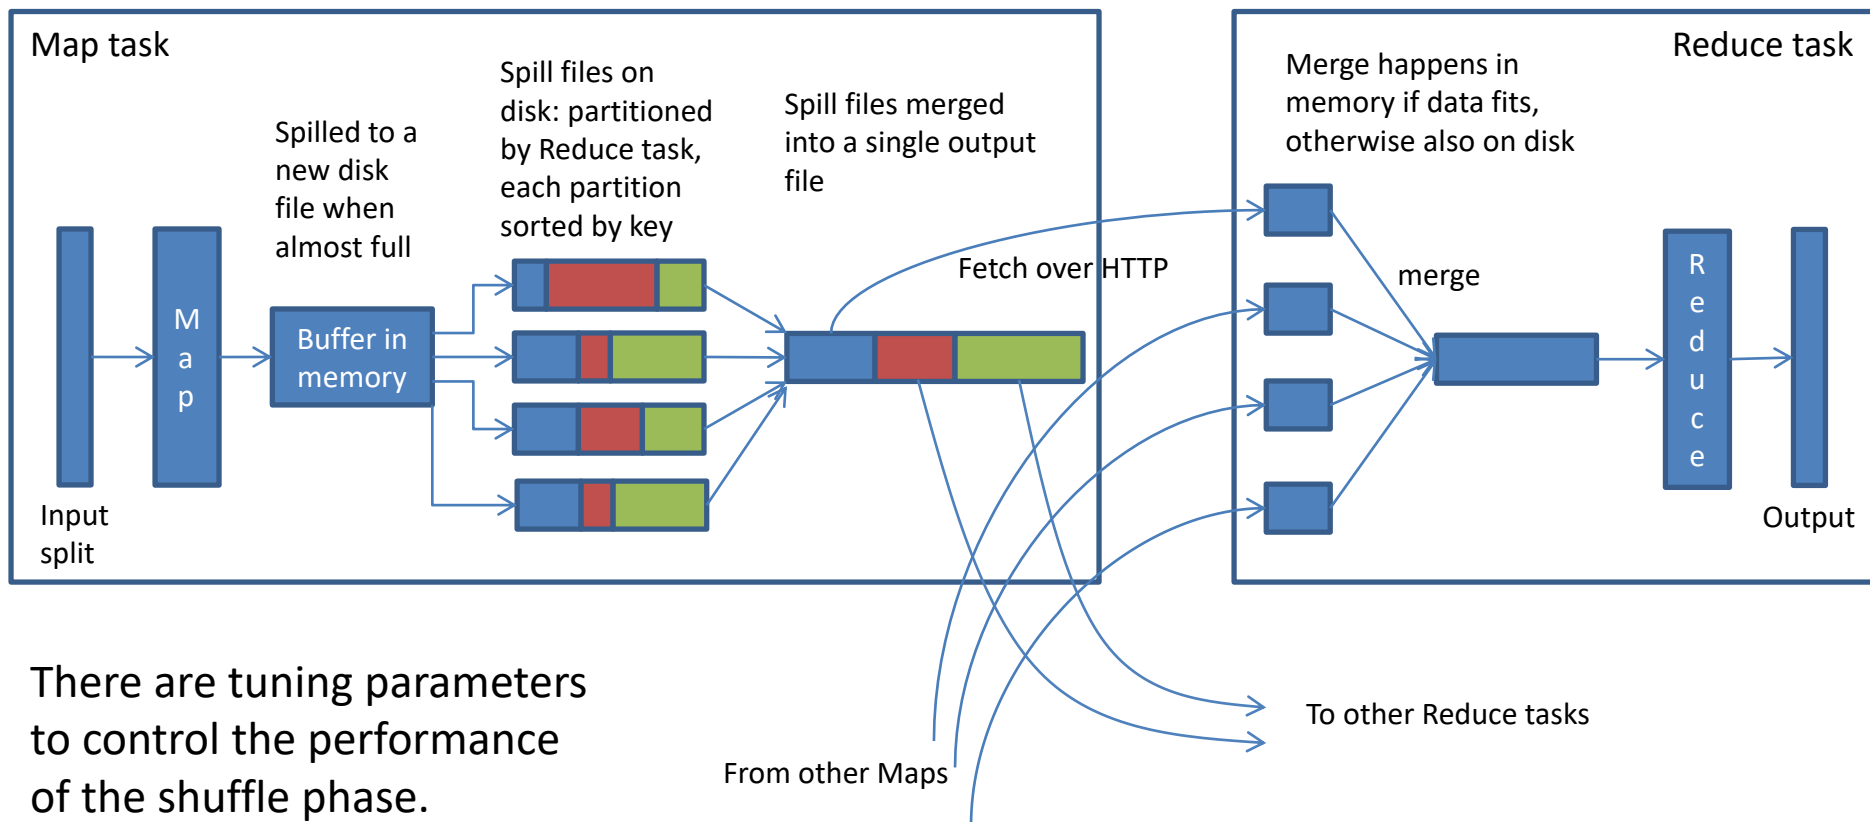 Map task
Reduce task
Spill files on
disk: partitioned
by Reduce task,
each partition
sorted by key
Spill files merged
into a single output
file
Merge happens in
memory if data fits,
otherwise also on disk
Spilled to a
new disk
file when
almost full
Fetch over HTTP
merge
Map
Buffer in
memory
Reduce
Input
split
Output
There are tuning parameters
to control the performance
of the shuffle phase.
From other Maps
To other Reduce tasks